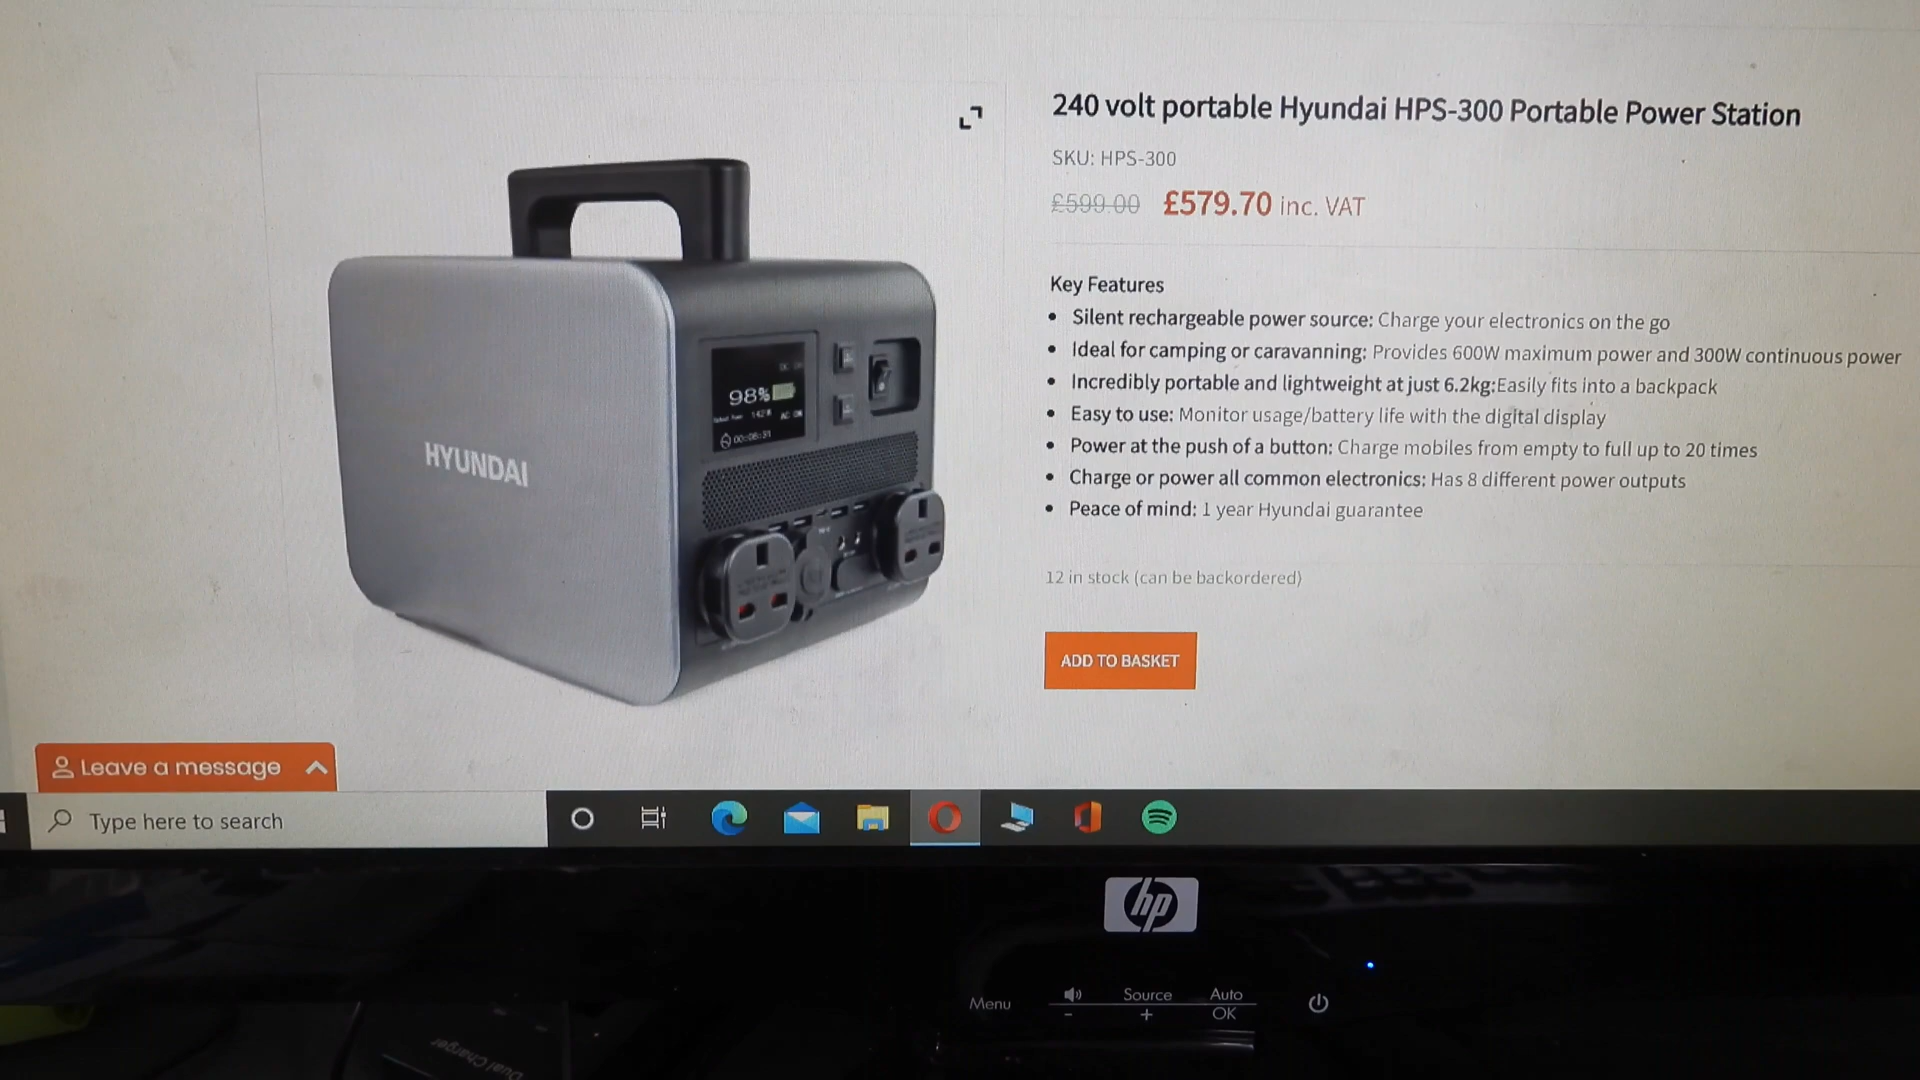 240 volt portable Hyundai HPS-300 Portable Power Station
SKU: HPS-300
£599.00 £579.70 inc. VAT
Key Features
Silent rechargeable power source: Charge your electronics on the go
Ideal for camping or caravanning: Provides 600W maximum power and 300W continuous power
Incredibly portable and lightweight at just 6.2kg:Easily fits into a backpack
Easy to use: Monitor usage/battery life with the digital display
Power at the push of a button: Charge mobiles from empty to full up to 20 times
Charge or power all common electronics: Has 8 different power outputs
Peace of mind: 1 year Hyundai guarantee
12 in stock (can be backordered)
ADD TO BASKET
98%
AC ON
HYUNDAI
Leave a message
Type here to search
hp
Menu
Source
Auto
- + OK
Dual Charger